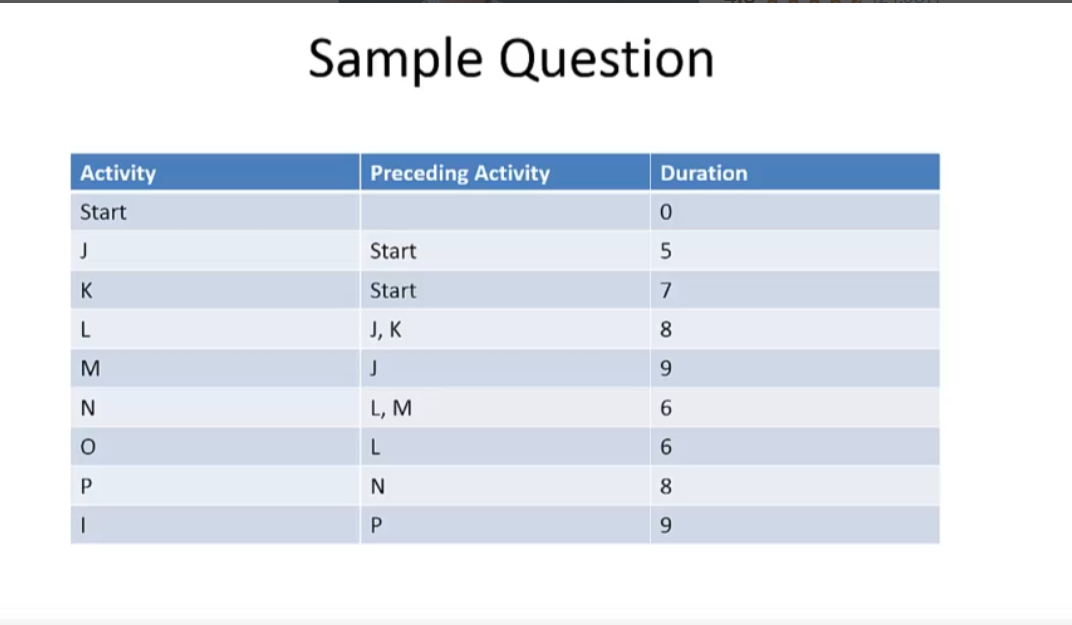 Sample Question
Activity Preceding Activity Duration
Start 0
J Start 5
K Start 7
L J, K 8
M J 9
N L, M 6
O L 6
P N 8
I P 9